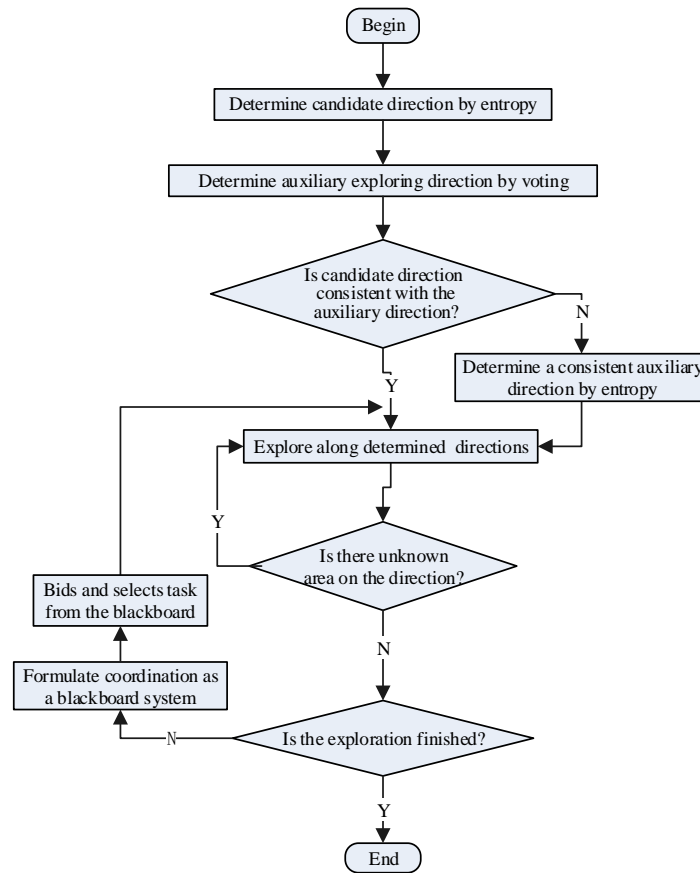 Begin
Determine candidate direction by entropy
Determine auxiliary exploring direction by voting
Is candidate direction
consistent with the
auxiliary direction?
N
Determine a consistent auxiliary
direction by entropy
Y
Explore along determined directions
Y
Is there unknown
area on the direction?
Bids and selects task
from the blackboard
N
Formulate coordination as
a blackboard system
Is the exploration finished?
N
Y
End